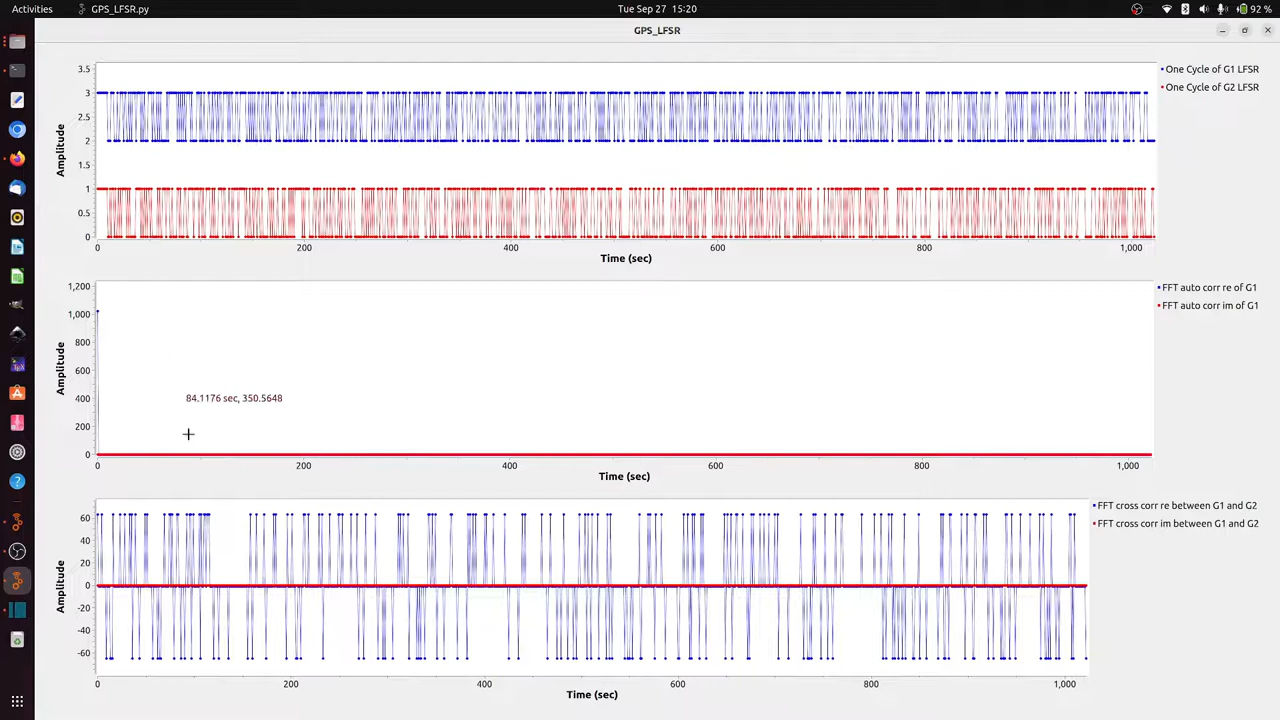 Activities GPS_LFSR.py Tue Sep 27 15:20 92 %
GPS_LFSR
One Cycle of G1 LFSR
One Cycle of G2 LFSR
Amplitude
3.5
3
2.5
2
1.5
1
0.5
0
0 200 400 600 800 1,000
Time (sec)
FFT auto corr re of G1
FFT auto corr im of G1
Amplitude
1,200
1,000
800
600
400
200
0
84.1176 sec, 350.5648
0 200 400 600 800 1,000
Time (sec)
FFT cross corr re between G1 and G2
FFT cross corr im between G1 and G2
Amplitude
60
40
20
0
-20
-40
-60
0 200 400 600 800 1,000
Time (sec)